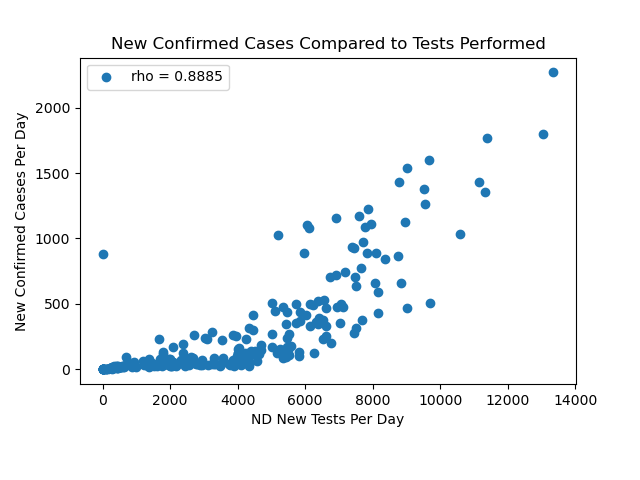 New Confirmed Cases Compared to Tests Performed
rho = 0.8885
New Confirmed Caeses Per Day
2000
1500
1000
500
0
0 2000 4000 6000 8000 10000 12000 14000
ND New Tests Per Day